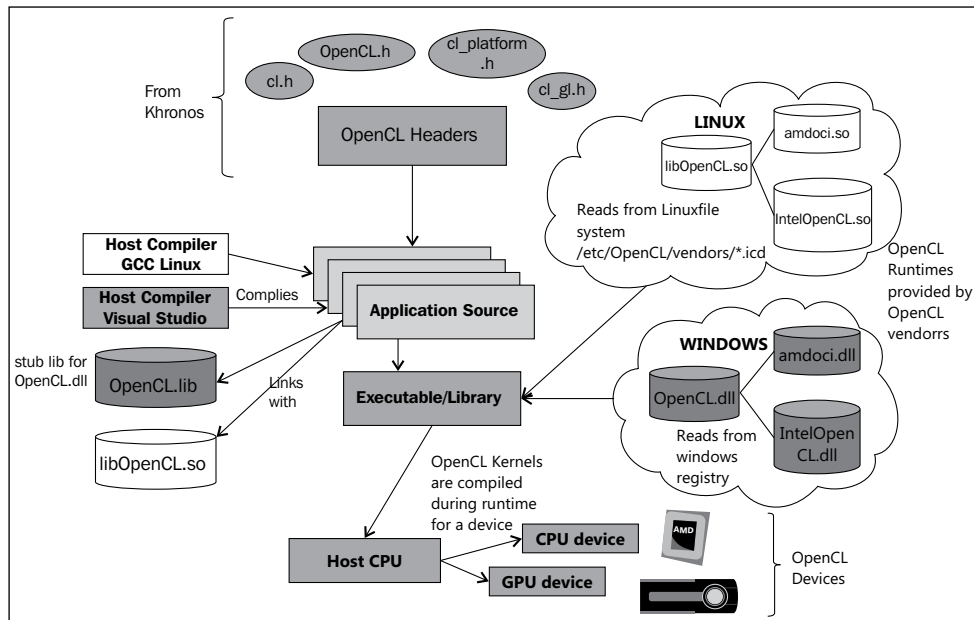 From
Khronos
cl.h
OpenCL.h
cl_platform
.h
cl_gl.h
OpenCL Headers
Host Compiler
GCC Linux
Host Compiler
Visual Studio
Complies
Application Source
stub lib for
OpenCL.dll
OpenCL.lib
Links
with
libOpenCL.so
Executable/Library
LINUX
libOpenCL.so
amdoci.so
IntelOpenCL.so
Reads from Linuxfile
system
/etc/OpenCL/vendors/*.icd
OpenCL
Runtimes
provided by
OpenCL
vendorrs
WINDOWS
OpenCL.dll
amdoci.dll
IntelOpen
CL.dll
Reads from
windows
registry
OpenCL Kernels
are compiled
during runtime
for a device
Host CPU
CPU device
GPU device
AMD
OpenCL
Devices